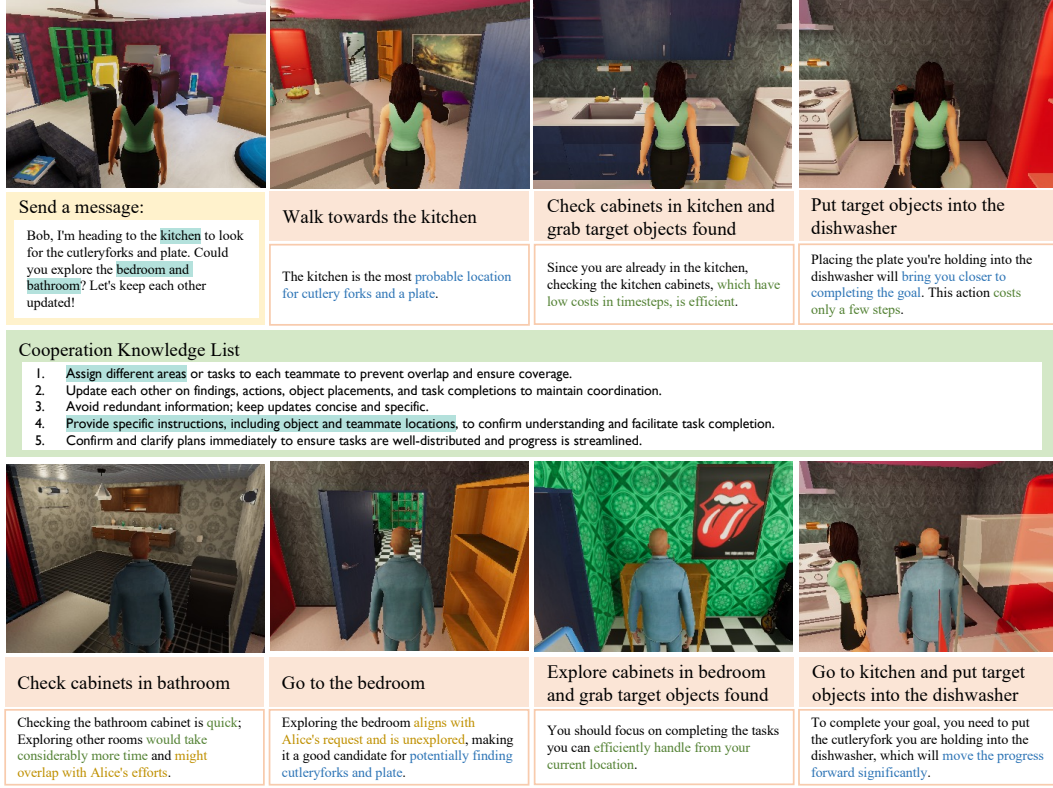 Send a message:
Bob, I'm heading to the kitchen to look
for the cutleryforks and plate. Could
you explore the bedroom and
bathroom? Let's keep each other
updated!
Walk towards the kitchen
The kitchen is the most probable location
for cutlery forks and a plate.
Check cabinets in kitchen and
grab target objects found
Since you are already in the kitchen,
checking the kitchen cabinets, which have
low costs in timesteps, is efficient.
Put target objects into the
dishwasher
Placing the plate you're holding into the
dishwasher will bring you closer to
completing the goal. This action costs
only a few steps.
Cooperation Knowledge List
1. Assign different areas or tasks to each teammate to prevent overlap and ensure coverage.
2. Update each other on findings, actions, object placements, and task completions to maintain coordination.
3. Avoid redundant information; keep updates concise and specific.
4. Provide specific instructions, including object and teammate locations, to confirm understanding and facilitate task completion.
5. Confirm and clarify plans immediately to ensure tasks are well-distributed and progress is streamlined.
Check cabinets in bathroom
Checking the bathroom cabinet is quick;
Exploring other rooms would take
considerably more time and might
overlap with Alice's efforts.
Go to the bedroom
Exploring the bedroom aligns with
Alice's request and is unexplored, making
it a good candidate for potentially finding
cutleryforks and plate.
Explore cabinets in bedroom
and grab target objects found
You should focus on completing the tasks
you can efficiently handle from your
current location.
Go to kitchen and put target
objects into the dishwasher
To complete your goal, you need to put
the cutleryfork you are holding into the
dishwasher, which will move the progress
forward significantly.